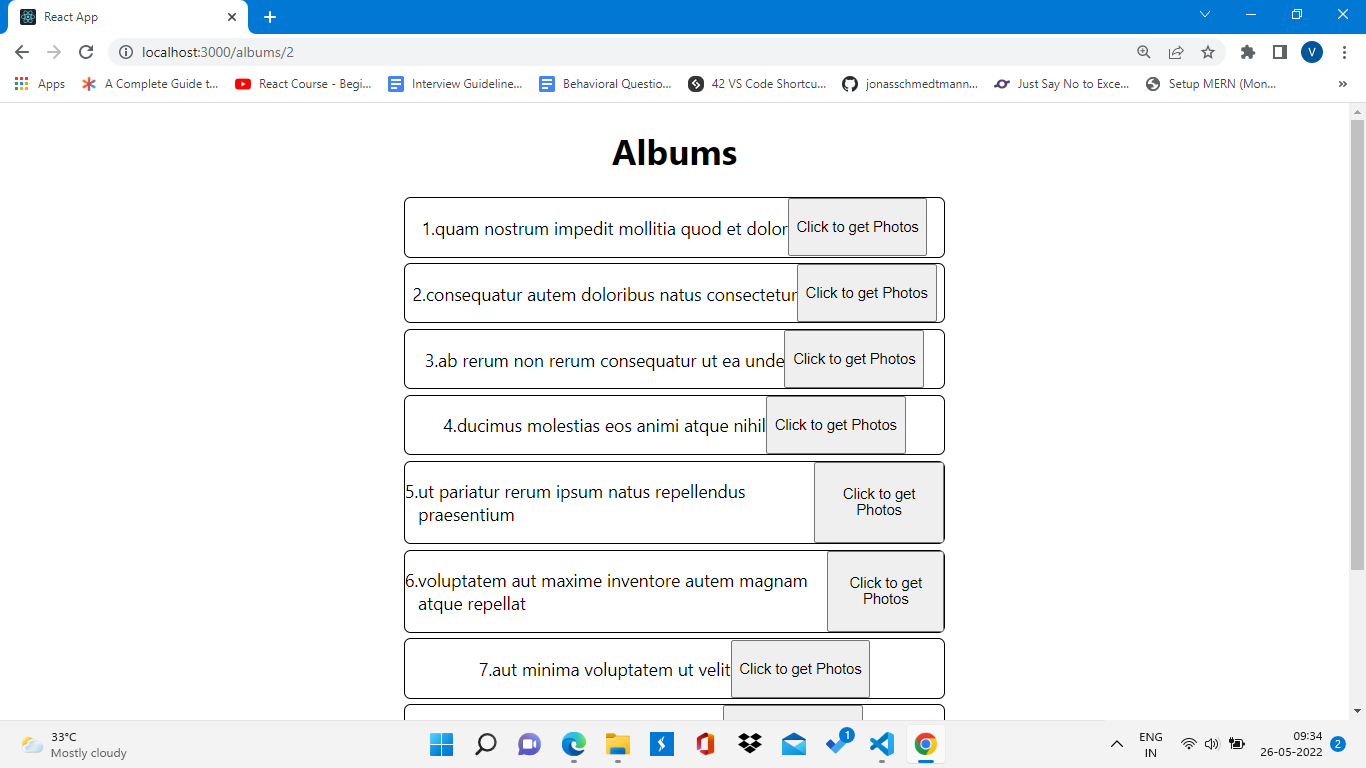 React App
localhost:3000/albums/2
V
Apps
A Complete Guide t...
React Course - Begi...
Interview Guideline...
Behavioral Questio...
42 VS Code Shortcu...
jonasschmedtmann...
Just Say No to Exce...
Setup MERN (Mon...
»
Albums
1.quam nostrum impedit mollitia quod et dolor
Click to get Photos
2.consequatur autem doloribus natus consectetur
Click to get Photos
3.ab rerum non rerum consequatur ut ea unde
Click to get Photos
4.ducimus molestias eos animi atque nihil
Click to get Photos
5.ut pariatur rerum ipsum natus repellendus
praesentium
Click to get
Photos
6.voluptatem aut maxime inventore autem magnam
atque repellat
Click to get
Photos
7.aut minima voluptatem ut velit
Click to get Photos
33°C
Mostly cloudy
1
ENG
IN
09:34
26-05-2022
2